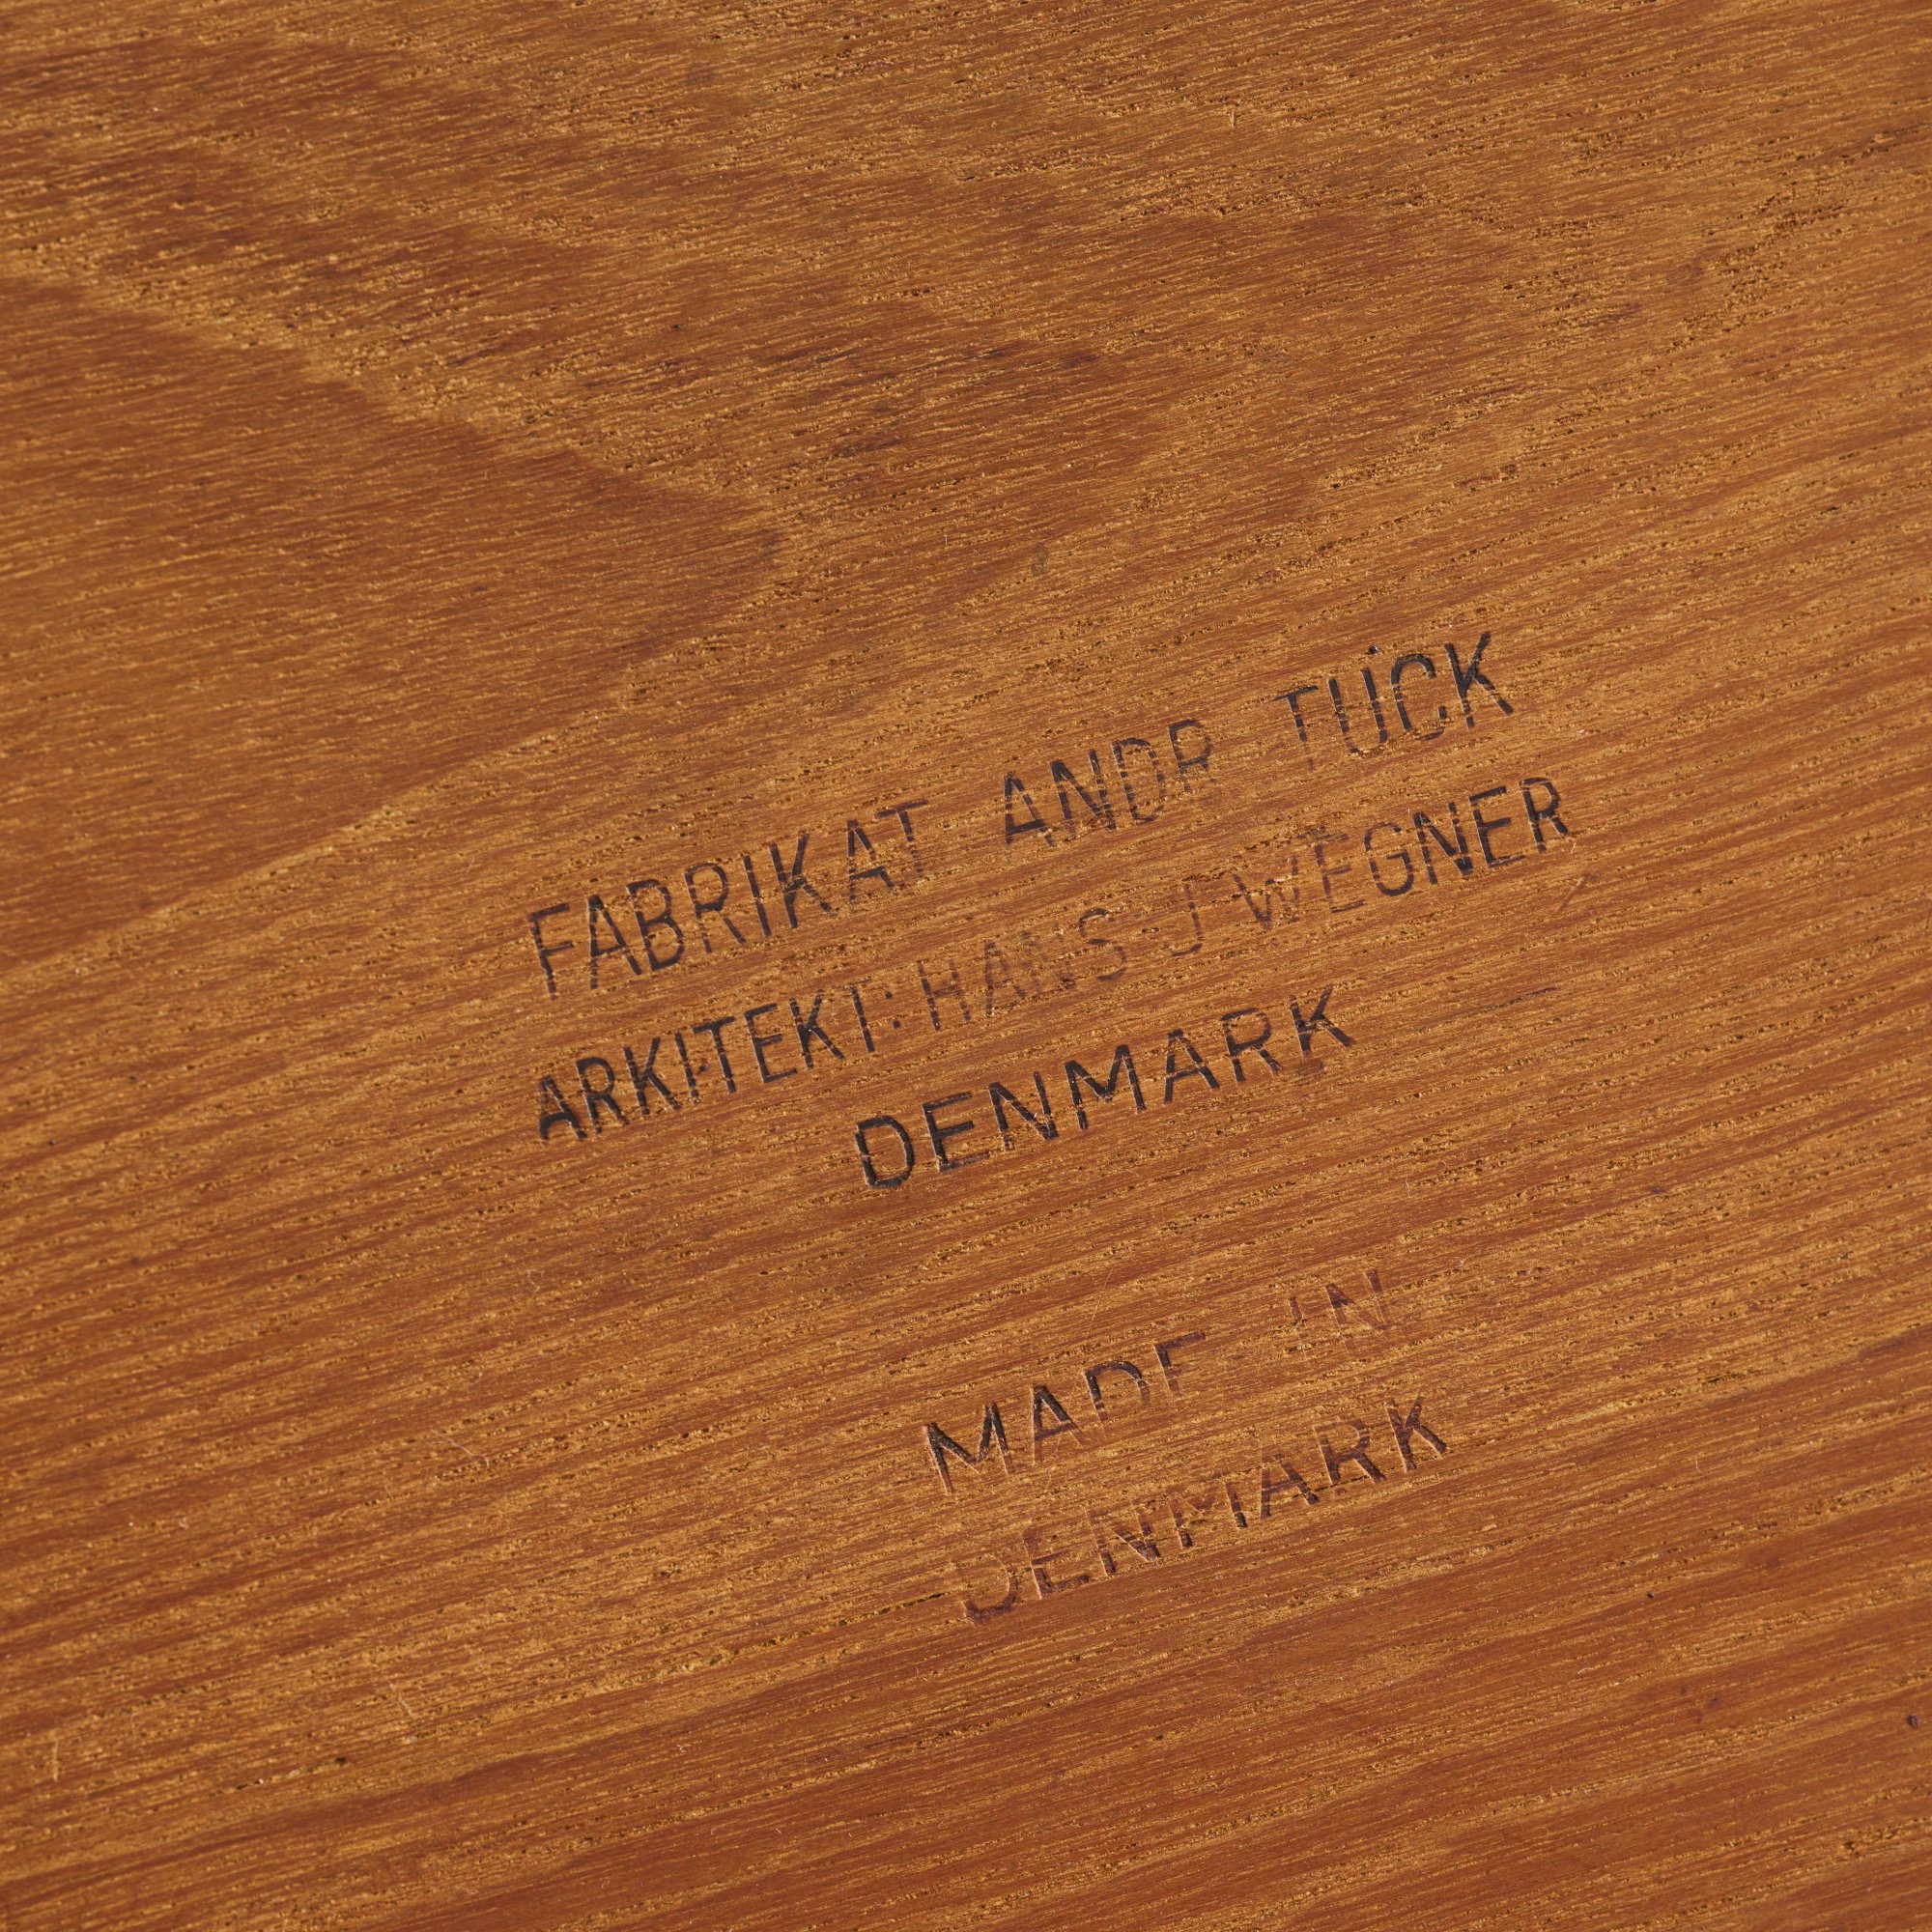 FABRIKAT ANDR TUCK
ARKITEKT: HANS J WEGNER
DENMARK
MADE IN
DENMARK